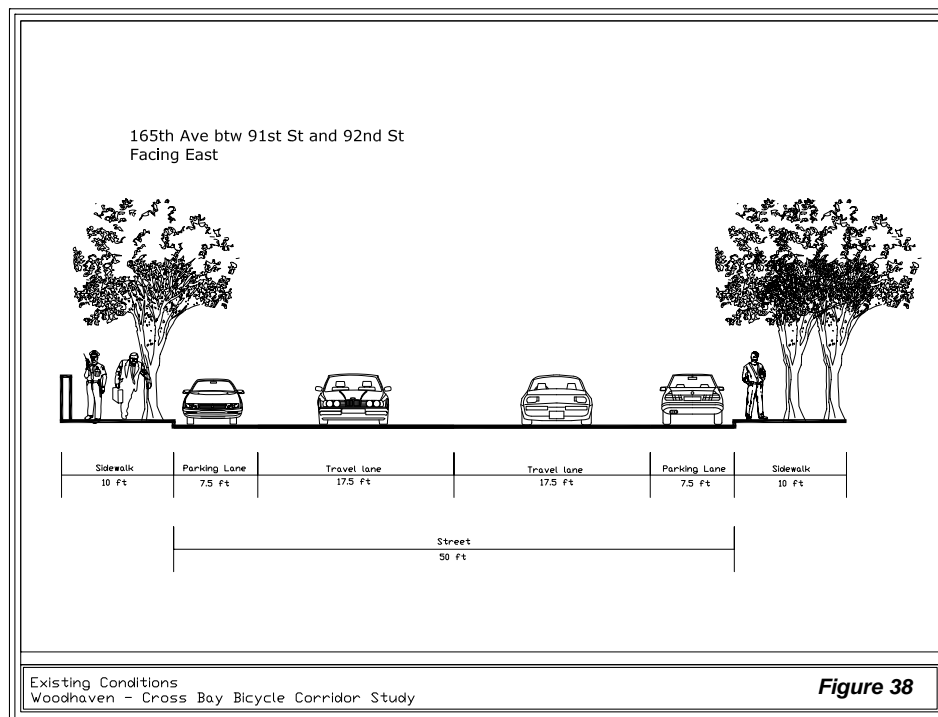 165th Ave btw 91st St and 92nd St
Facing East
Sidewalk Parking Lane Travel lane Travel lane Parking Lane Sidewalk
10 ft 7.5 ft 17.5 ft 17.5 ft 7.5 ft 10 ft
Street
50 ft
Existing Conditions
Woodhaven - Cross Bay Bicycle Corridor Study
Figure 38